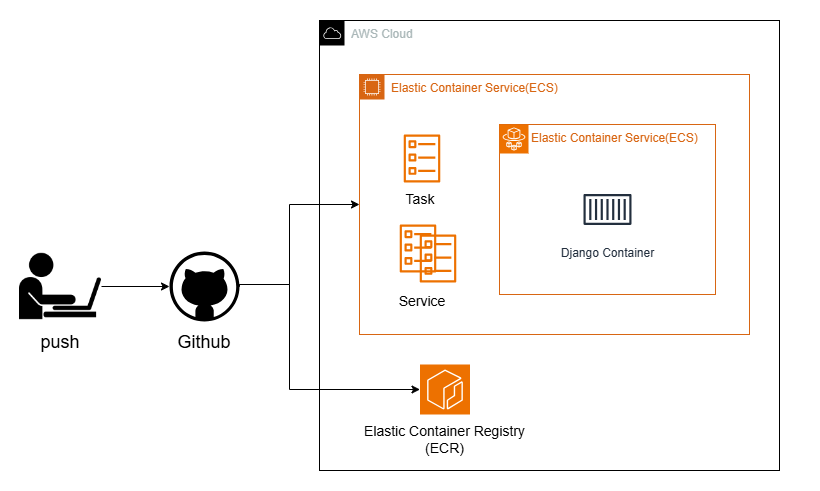 AWS Cloud
Elastic Container Service(ECS)
Elastic Container Service(ECS)
Task
Django Container
Service
push
Github
Elastic Container Registry
(ECR)